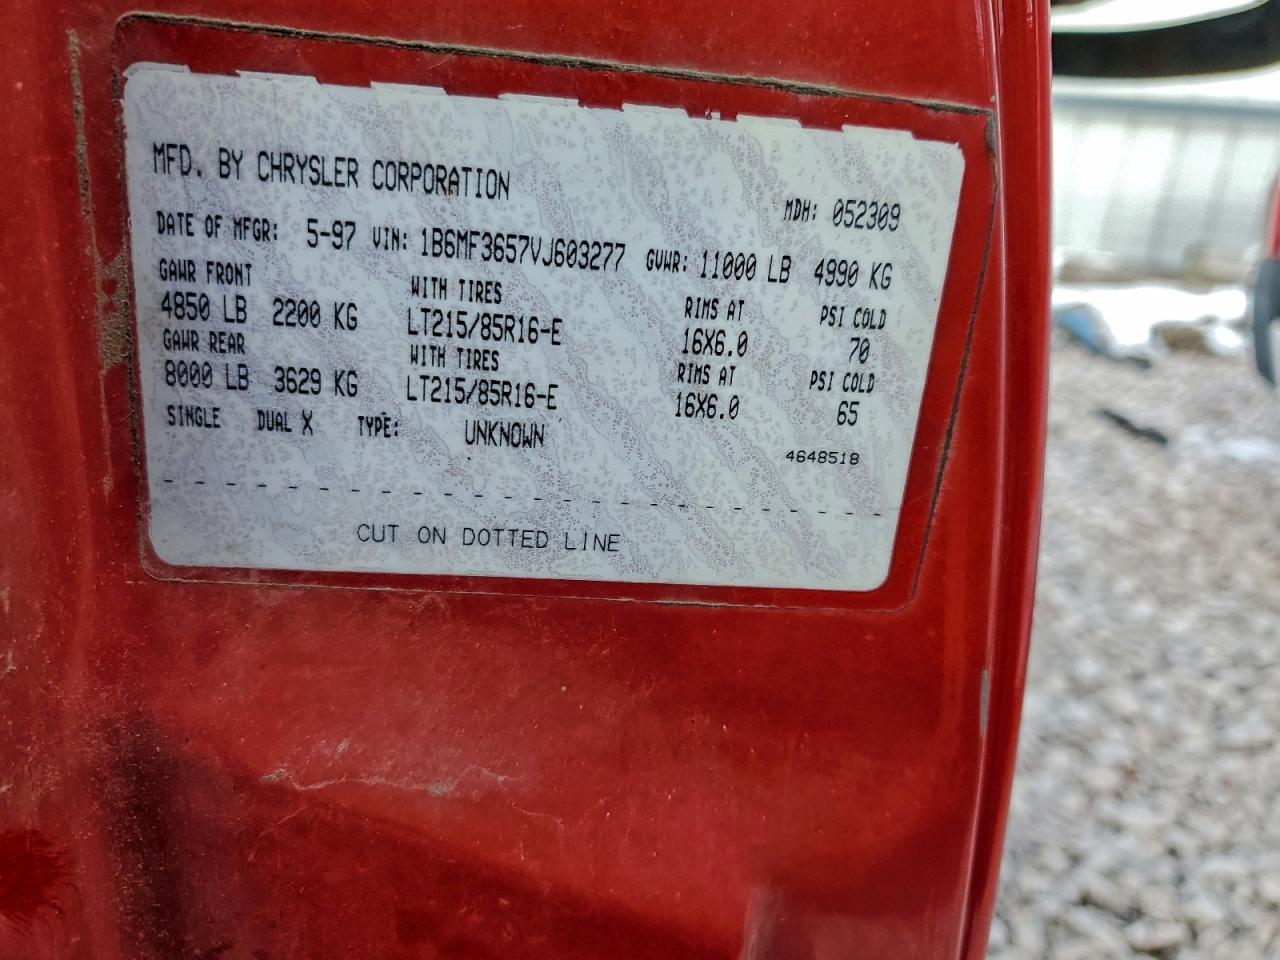 MFD. BY CHRYSLER CORPORATION
MDH: 052309
DATE OF MFGR: 5-97 VIN: 1B6MF3657VJ603277 GVWR: 11000 LB 4990 KG
GAWR FRONT WITH TIRES RIMS AT PSI COLD
4850 LB 2200 KG LT215/85R16-E 16X6.0 70
GAWR REAR WITH TIRES RIMS AT PSI COLD
8000 LB 3629 KG LT215/85R16-E 16X6.0 65
SINGLE DUAL X TYPE: UNKNOWN
4648518
CUT ON DOTTED LINE